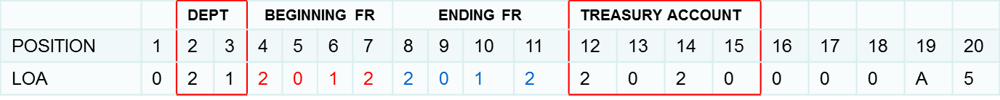 DEPT BEGINNING FR ENDING FR TREASURY ACCOUNT
POSITION 1 2 3 4 5 6 7 8 9 10 11 12 13 14 15 16 17 18 19 20
LOA 0 2 1 2 0 1 2 2 0 1 2 2 0 2 0 0 0 0 A 5